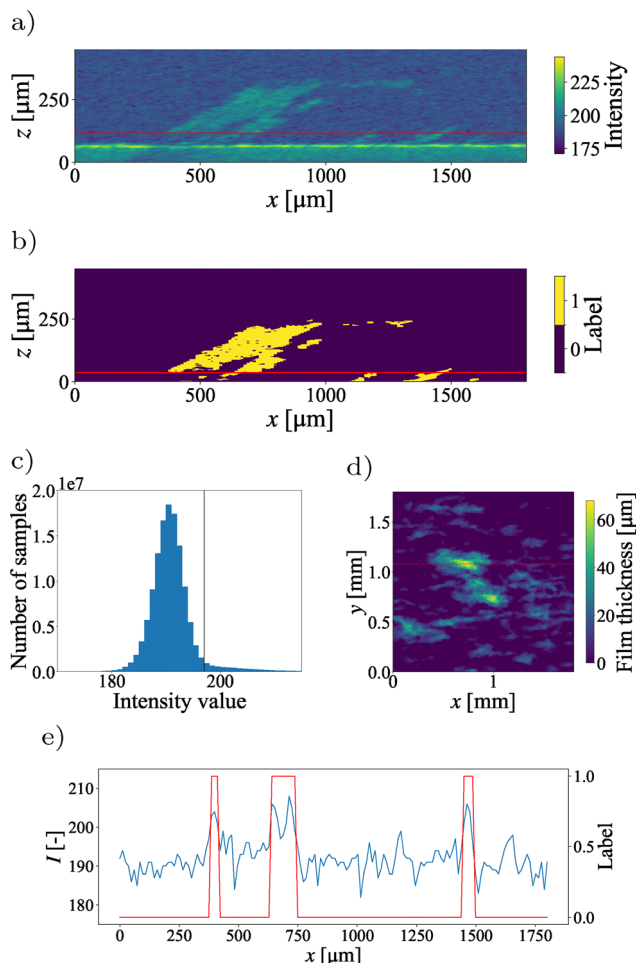 a)
z [µm]
250
0
0
500
1000
1500
x [µm]
225
200
175
Intensity
b)
z [µm]
250
0
0
500
1000
1500
x [µm]
1
0
Label
c)
1e7
Number of samples
2.0
1.5
1.0
0.5
0.0
180
200
Intensity value
d)
y [mm]
1.5
1.0
0.5
0.0
0
1
x [mm]
60
40
20
0
Film thickness [µm]
e)
I [-]
210
200
190
180
0
250
500
750
1000
1250
1500
1750
x [µm]
1.0
0.5
0.0
Label